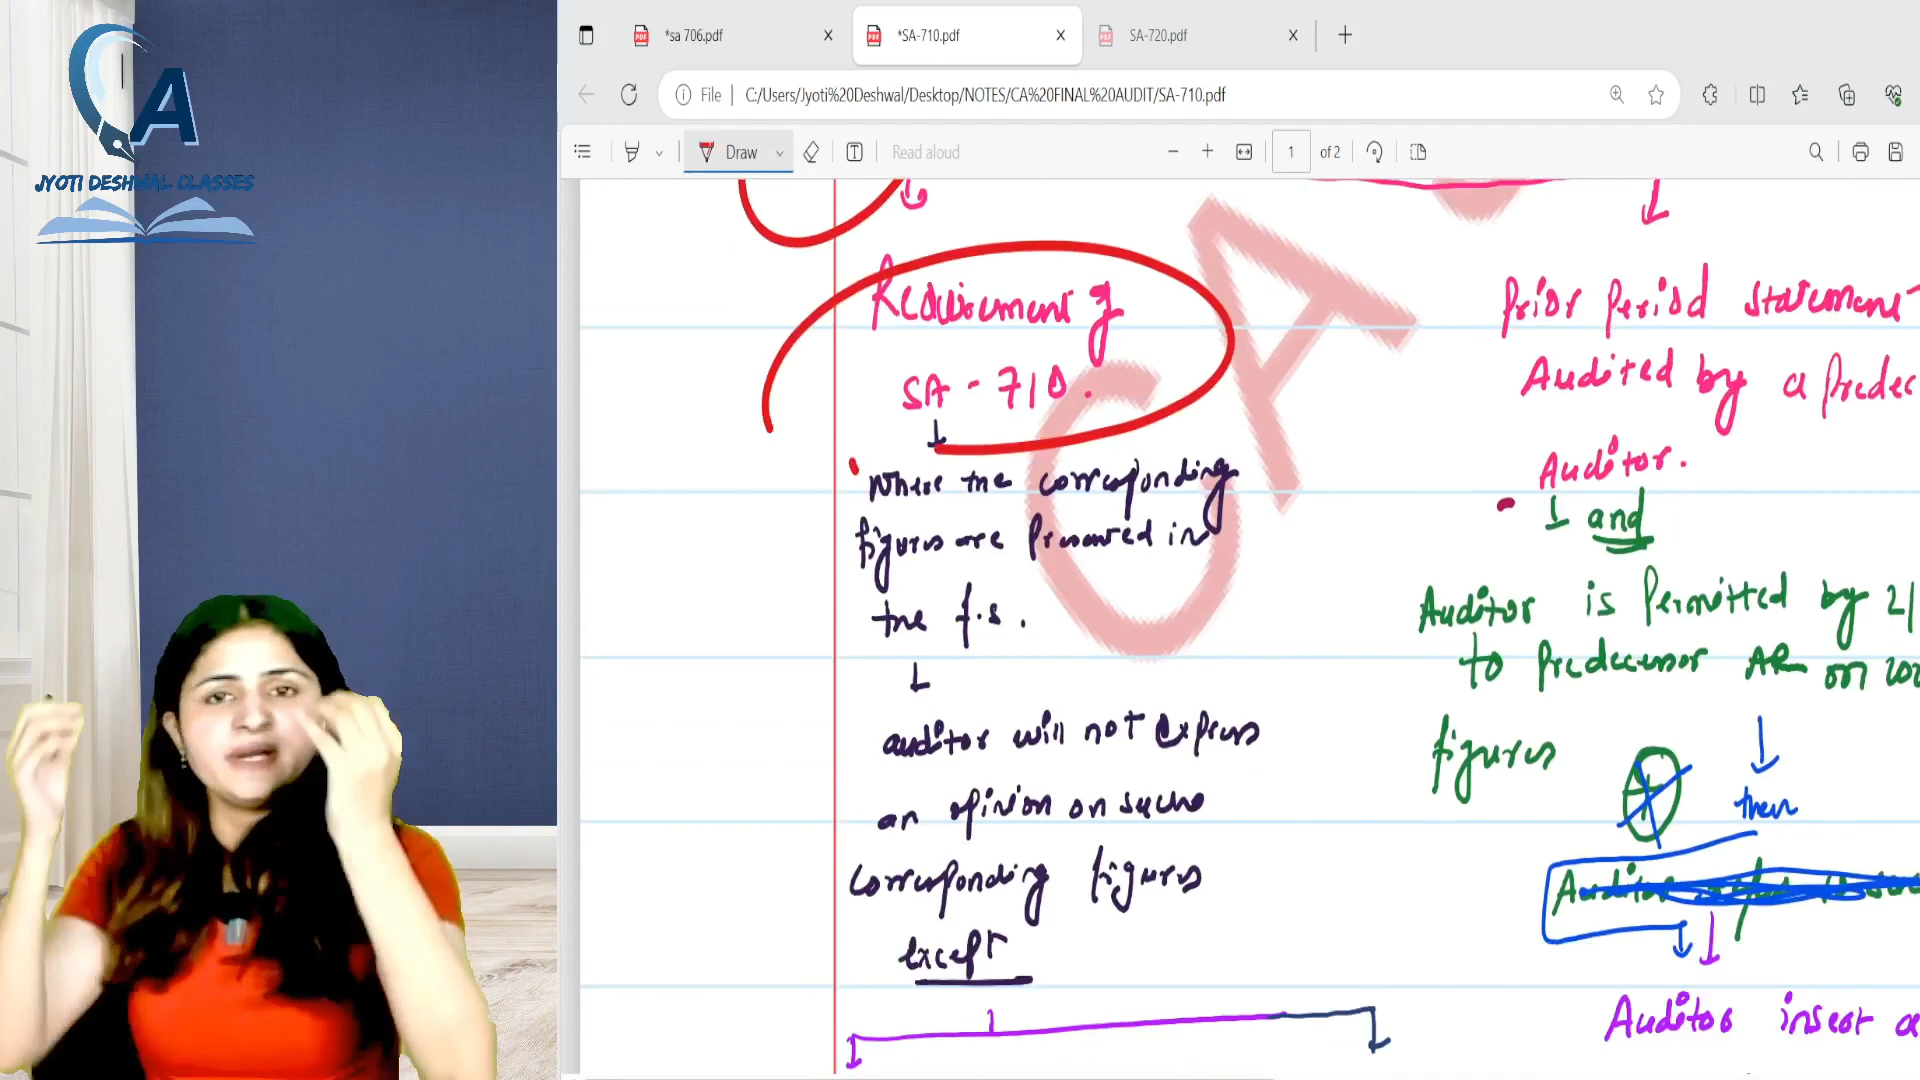 CA
JYOTI DESHWAL CLASSES
*sa 706.pdf
*SA-710.pdf
SA-720.pdf
File
C:/Users/Jyoti%20Deshwal/Desktop/NOTES/CA%20FINAL%20AUDIT/SA-710.pdf
Draw
Read aloud
1
of 2
Requirement of
SA - 710.
Where the corresponding
figures are Presented in
the f.s.
auditor will not express
an opinion on such
corresponding figures
except
Prior Period Statement
Audited by a Predec
Auditor.
and
Auditor is Permitted by
to Predecessor AR on
figures
then
Auditor insert a
CA